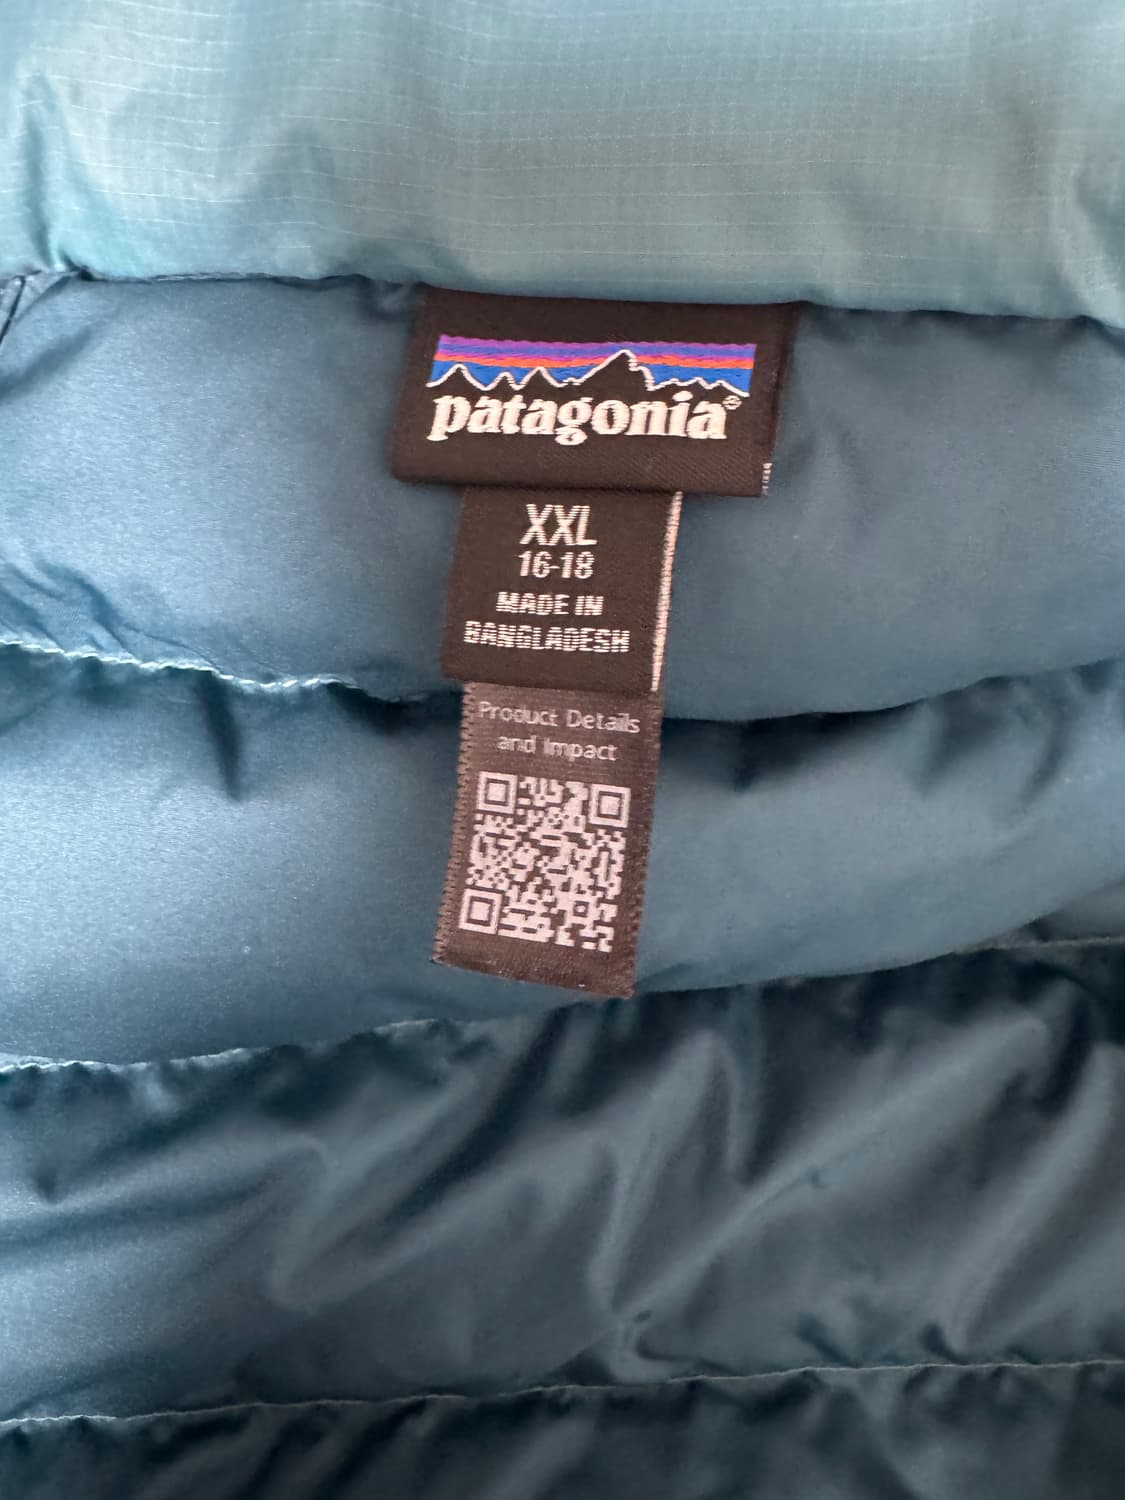 patagonia®
XXL
16-18
MADE IN
BANGLADESH
Product Details
and Impact